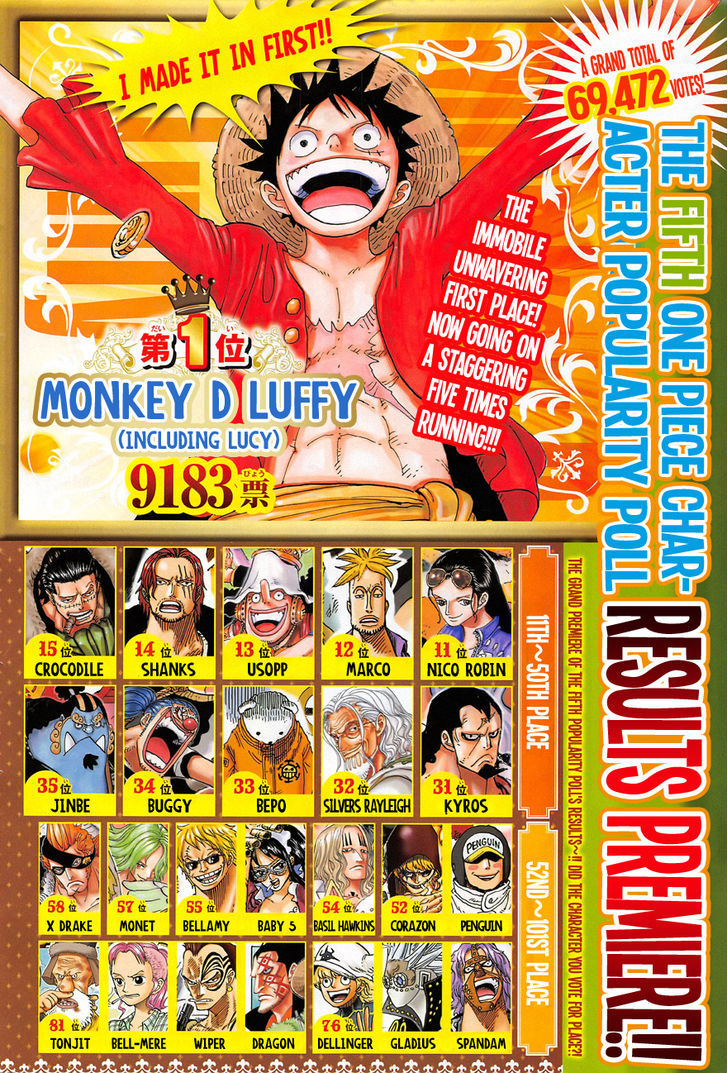 I MADE IT IN FIRST!!
A GRAND TOTAL OF
69,472 VOTES!
THE FIFTH ONE PIECE CHAR-
ACTER POPULARITY POLL
RESULTS PREMIERE!!
THE GRAND PREMIERE OF THE FIFTH POPULARITY POLL'S RESULTS~!! DID THE CHARACTER YOU VOTE FOR PLACE?!
THE
IMMOBILE
UNWAVERING
FIRST PLACE!
NOW GOING ON
A STAGGERING
FIVE TIMES
RUNNING!!!
だい い
第1位
MONKEY D LUFFY
(INCLUDING LUCY)
ひょう
9183票
11TH~50TH PLACE
15位 14位 13位 12位 11位
CROCODILE SHANKS USOPP MARCO NICO ROBIN
35位 34位 33位 32位 31位
JINBE BUGGY BEPO SILVERS RAYLEIGH KYROS
52ND~101ST PLACE
PENGUIN
58位 57位 55位 54位 52位
X DRAKE MONET BELLAMY BABY 5 BASIL HAWKINS CORAZON PENGUIN
81位 76位
TONJIT BELL-MERE WIPER DRAGON DELLINGER GLADIUS SPANDAM